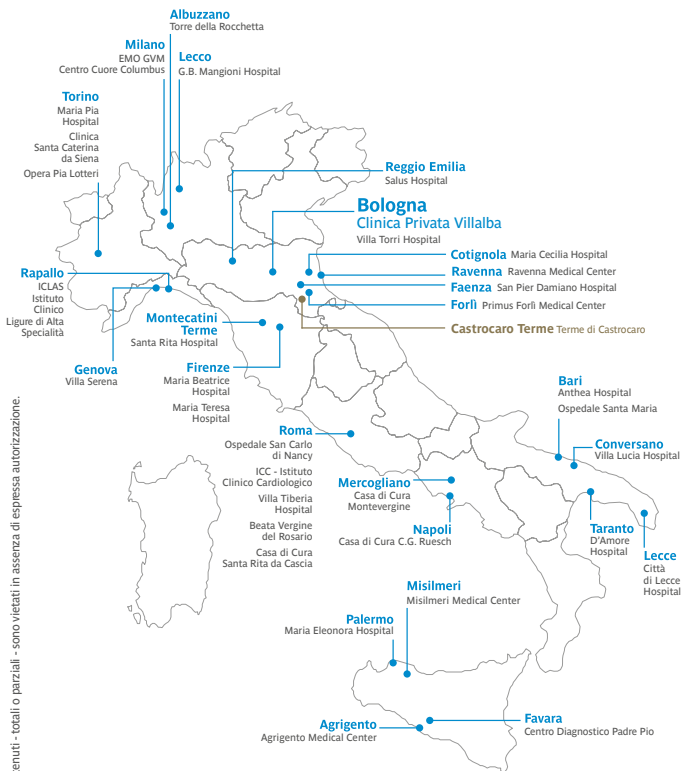 Albuzzano
Torre della Rocchetta
Milano
EMO GVM
Centro Cuore Columbus
Lecco
G.B. Mangioni Hospital
Torino
Maria Pia
Hospital
Clinica
Santa Caterina
da Siena
Opera Pia Lotteri
Reggio Emilia
Salus Hospital
Bologna
Clinica Privata Villalba
Villa Torri Hospital
Cotignola Maria Cecilia Hospital
Ravenna Ravenna Medical Center
Faenza San Pier Damiano Hospital
Forlì Primus Forlì Medical Center
Castrocaro Terme Terme di Castrocaro
Rapallo
ICLAS
Istituto
Clinico
Ligure di Alta
Specialità
Genova
Villa Serena
Montecatini
Terme
Santa Rita Hospital
Firenze
Maria Beatrice
Hospital
Maria Teresa
Hospital
Roma
Ospedale San Carlo
di Nancy
ICC - Istituto
Clinico Cardiologico
Villa Tiberia
Hospital
Beata Vergine
del Rosario
Casa di Cura
Santa Rita da Cascia
Mercogliano
Casa di Cura
Montevergine
Napoli
Casa di Cura C.G. Ruesch
Bari
Anthea Hospital
Ospedale Santa Maria
Conversano
Villa Lucia Hospital
Taranto
D'Amore
Hospital
Lecce
Città
di Lecce
Hospital
Misilmeri
Misilmeri Medical Center
Palermo
Maria Eleonora Hospital
Agrigento
Agrigento Medical Center
Favara
Centro Diagnostico Padre Pio
tenuti - totali o parziali - sono vietati in assenza di espressa autorizzazione.